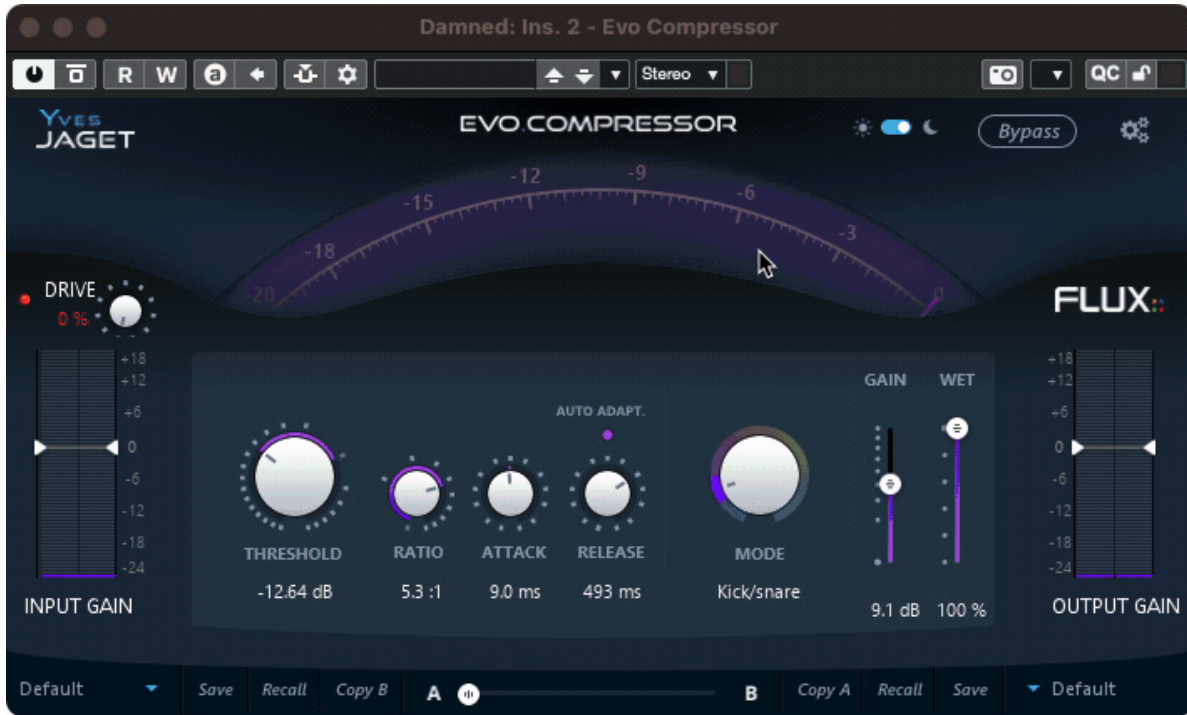 Damned: Ins. 2 - Evo Compressor
R W a Stereo QC
YVES
JAGET
EVO.COMPRESSOR
Bypass
-20 -18 -15 -12 -9 -6 -3 0
DRIVE
0 %
FLUX::
+18
+12
+6
0
-6
-12
-18
-24
INPUT GAIN
AUTO ADAPT.
THRESHOLD RATIO ATTACK RELEASE MODE
-12.64 dB 5.3 :1 9.0 ms 493 ms Kick/snare
GAIN WET
9.1 dB 100 %
+18
+12
+6
0
-6
-12
-18
-24
OUTPUT GAIN
Default Save Recall Copy B A B Copy A Recall Save Default